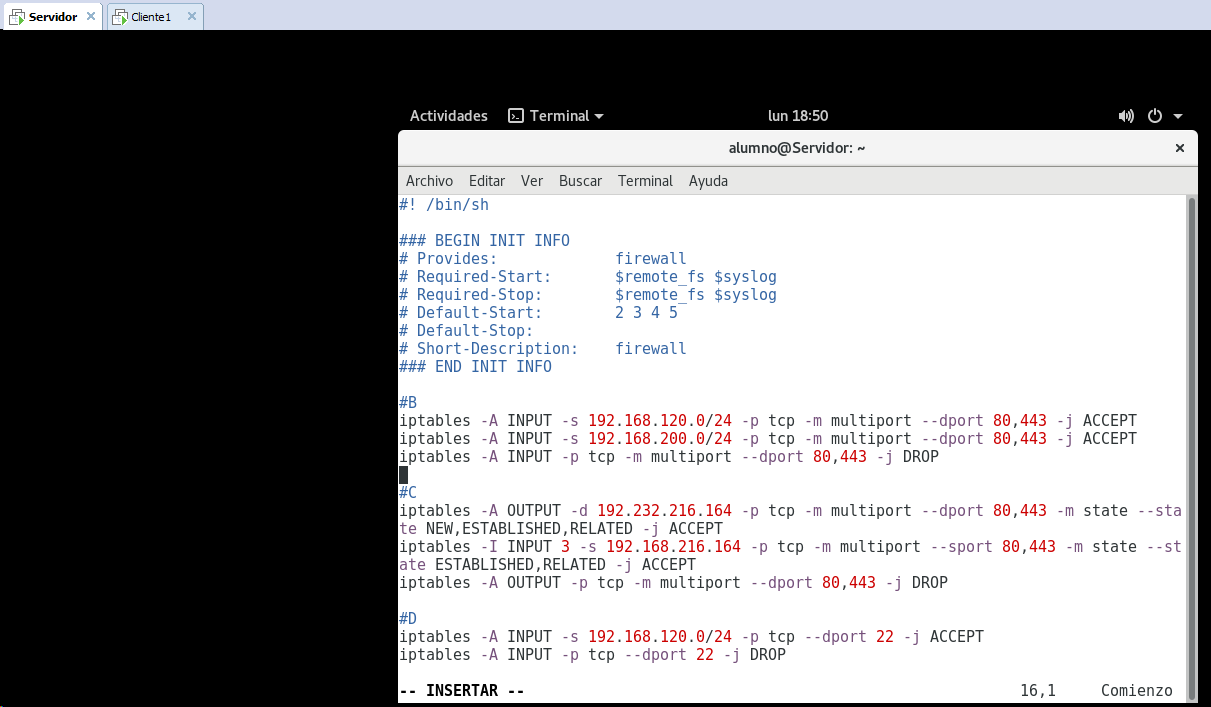 Servidor
Cliente1
Actividades Terminal lun 18:50
alumno@Servidor: ~
Archivo Editar Ver Buscar Terminal Ayuda
#! /bin/sh
### BEGIN INIT INFO
# Provides: firewall
# Required-Start: $remote_fs $syslog
# Required-Stop: $remote_fs $syslog
# Default-Start: 2 3 4 5
# Default-Stop:
# Short-Description: firewall
### END INIT INFO
#B
iptables -A INPUT -s 192.168.120.0/24 -p tcp -m multiport --dport 80,443 -j ACCEPT
iptables -A INPUT -s 192.168.200.0/24 -p tcp -m multiport --dport 80,443 -j ACCEPT
iptables -A INPUT -p tcp -m multiport --dport 80,443 -j DROP
#C
iptables -A OUTPUT -d 192.232.216.164 -p tcp -m multiport --dport 80,443 -m state --sta
te NEW,ESTABLISHED,RELATED -j ACCEPT
iptables -I INPUT 3 -s 192.168.216.164 -p tcp -m multiport --sport 80,443 -m state --st
ate ESTABLISHED,RELATED -j ACCEPT
iptables -A OUTPUT -p tcp -m multiport --dport 80,443 -j DROP
#D
iptables -A INPUT -s 192.168.120.0/24 -p tcp --dport 22 -j ACCEPT
iptables -A INPUT -p tcp --dport 22 -j DROP
-- INSERTAR -- 16,1 Comienzo